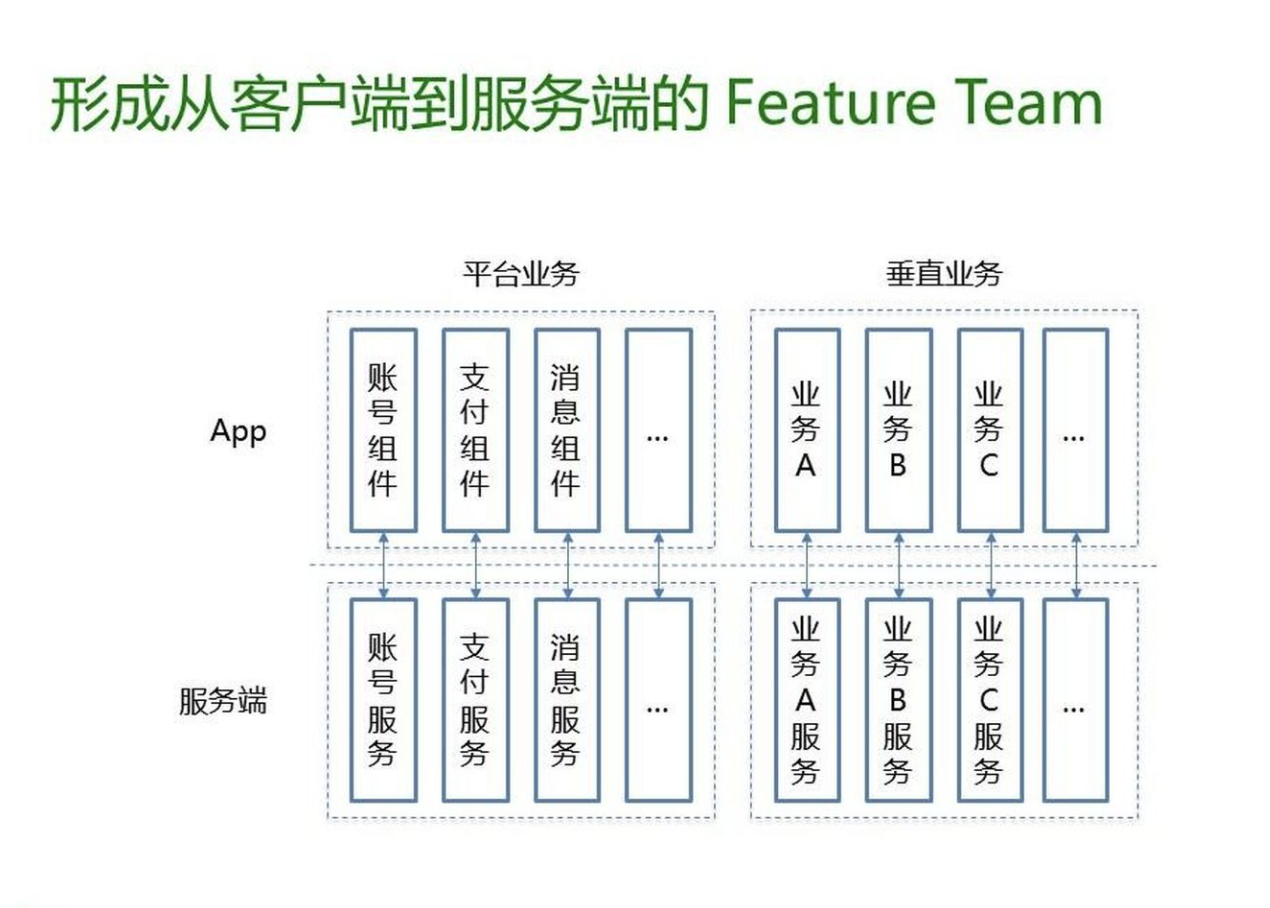 形成从客户端到服务端的 Feature Team
平台业务
垂直业务
App
账号组件
支付组件
消息组件
...
业务A
业务B
业务C
...
服务端
账号服务
支付服务
消息服务
...
业务A服务
业务B服务
业务C服务
...